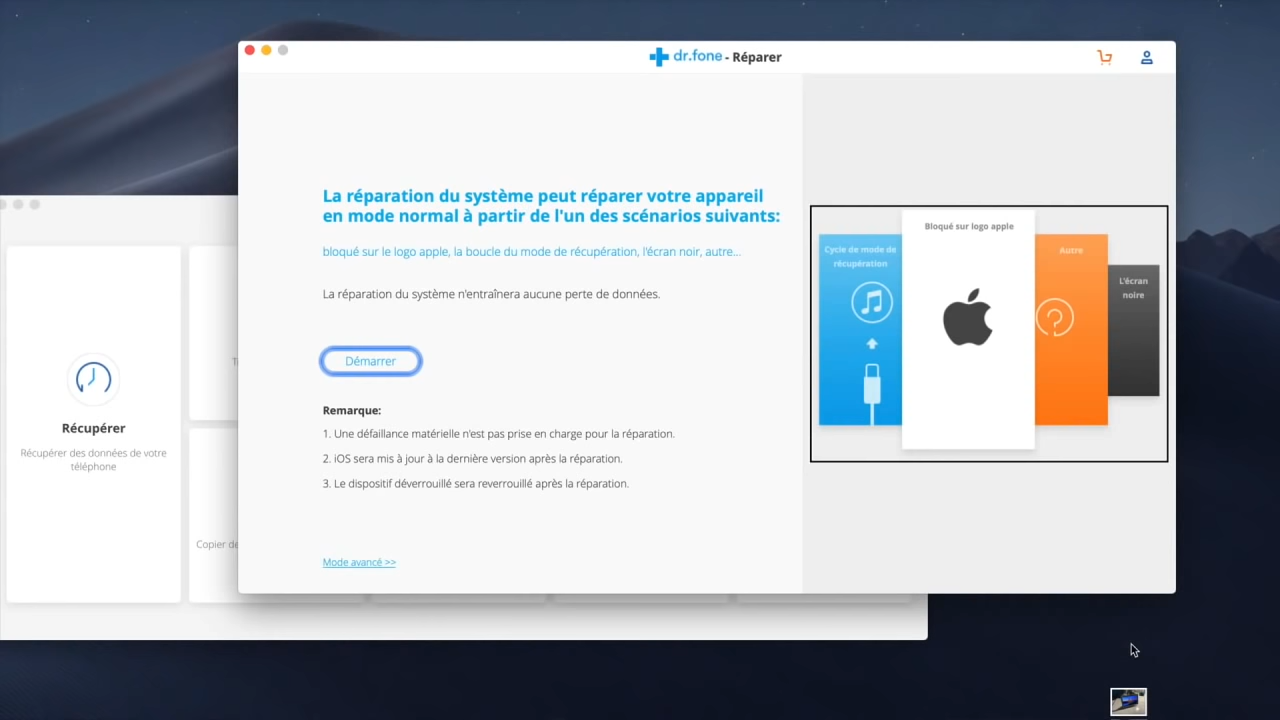 dr.fone - Réparer
La réparation du système peut réparer votre appareil
en mode normal à partir de l'un des scénarios suivants:
bloqué sur le logo apple, la boucle du mode de récupération, l'écran noir, autre...
La réparation du système n'entraînera aucune perte de données.
Démarrer
Remarque:
1. Une défaillance matérielle n'est pas prise en charge pour la réparation.
2. iOS sera mis à jour à la dernière version après la réparation.
3. Le dispositif déverrouillé sera reverrouillé après la réparation.
Mode avancé >>
Cycle de mode de
récupération
Bloqué sur logo apple
Autre
L'écran
noire
Récupérer
Récupérer des données de votre
téléphone
Copier de